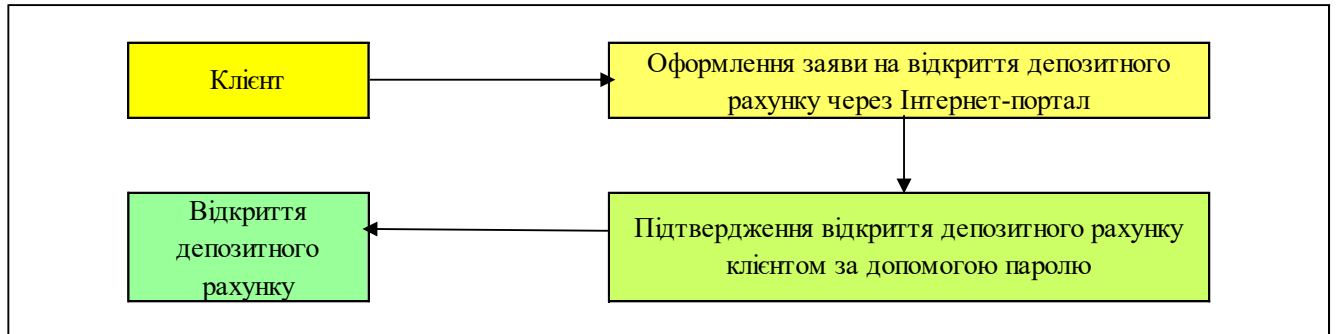 Клієнт
Оформлення заяви на відкриття депозитного
рахунку через Інтернет-портал
Підтвердження відкриття депозитного рахунку
клієнтом за допомогою паролю
Відкриття
депозитного
рахунку